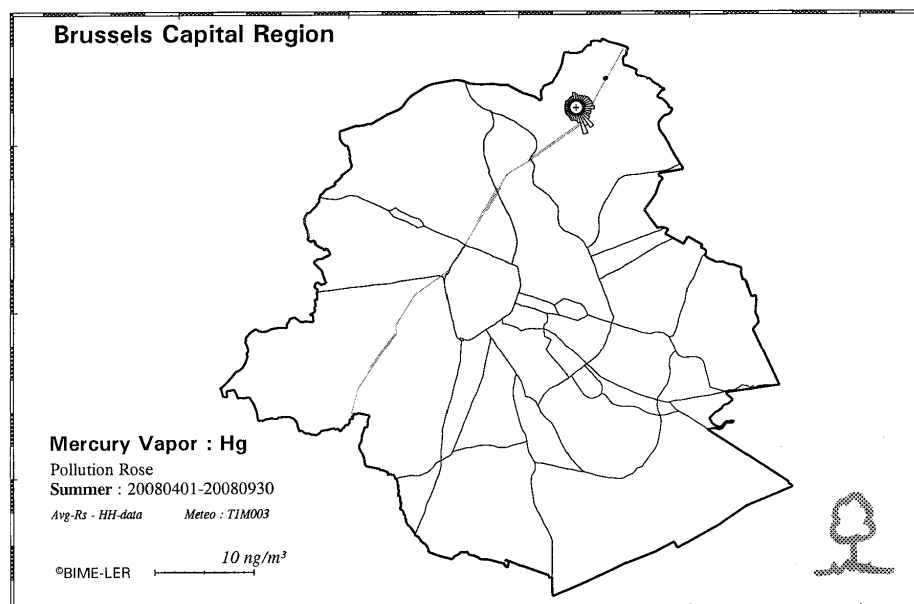 Brussels Capital Region
Mercury Vapor : Hg
Pollution Rose
Summer : 20080401-20080930
Avg-Rs - HH-data Meteo : T1M003
10 ng/m³
©BIME-LER